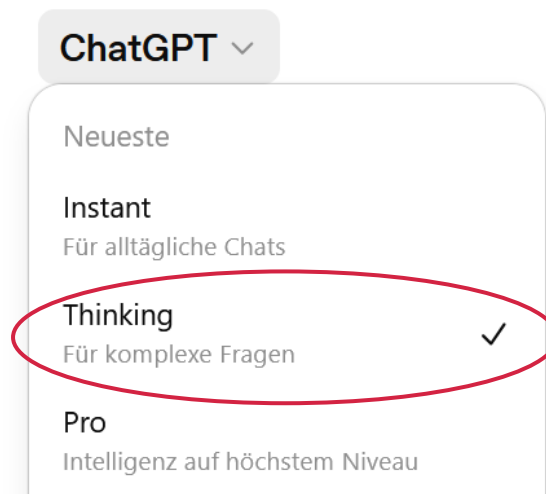 ChatGPT
Neueste
Instant
Für alltägliche Chats
Thinking
Für komplexe Fragen
Pro
Intelligenz auf höchstem Niveau